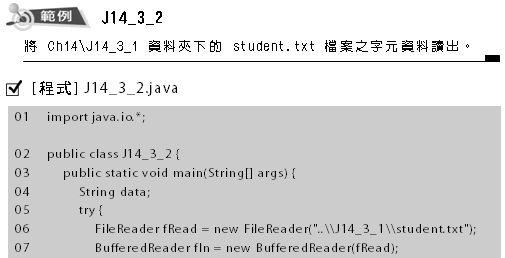 範例 J14_3_2
將 Ch14\J14_3_1 資料夾下的 student.txt 檔案之字元資料讀出。
[程式] J14_3_2.java
01 import java.io.*;
02 public class J14_3_2 {
03 public static void main(String[] args) {
04 String data;
05 try {
06 FileReader fRead = new FileReader("..\\J14_3_1\\student.txt");
07 BufferedReader fIn = new BufferedReader(fRead);